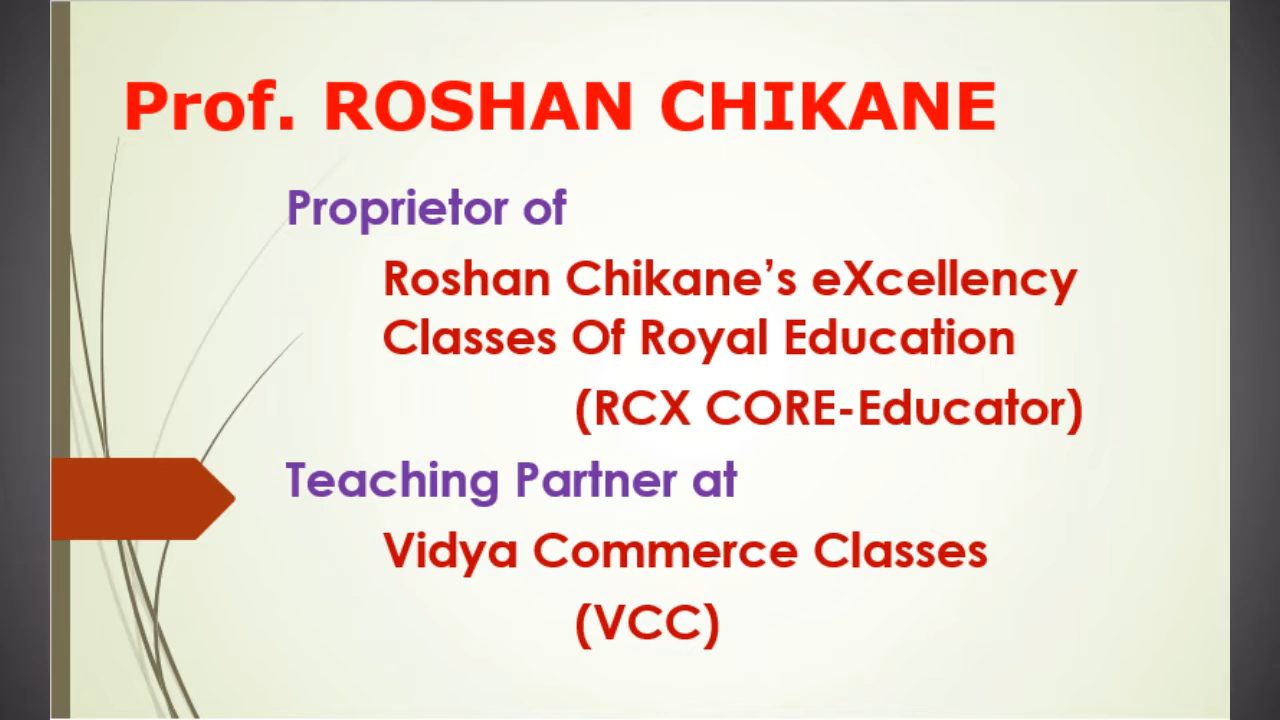 Prof. ROSHAN CHIKANE
Proprietor of
Roshan Chikane’s eXcellency
Classes Of Royal Education
(RCX CORE-Educator)
Teaching Partner at
Vidya Commerce Classes
(VCC)